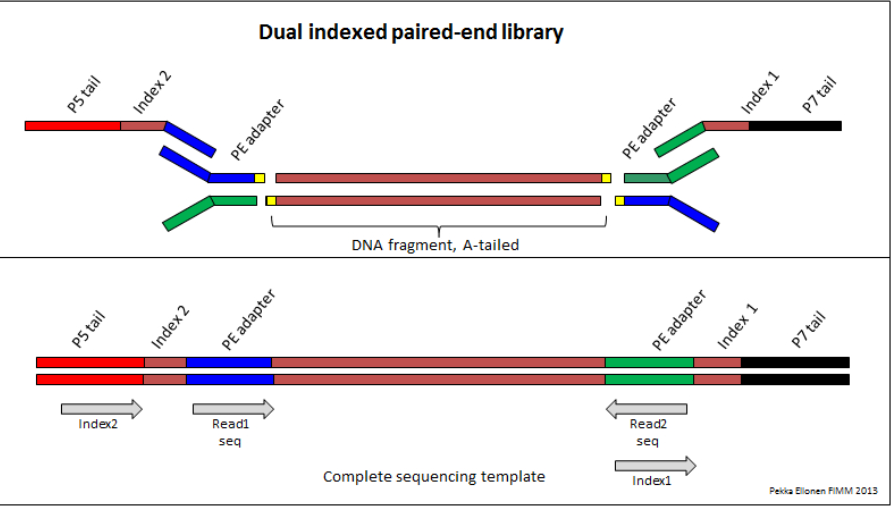 Dual indexed paired-end library
P5 tail
Index 2
PE adapter
PE adapter
Index 1
P7 tail
DNA fragment, A-tailed
P5 tail
Index 2
PE adapter
PE adapter
Index 1
P7 tail
Index2
Read1
seq
Read2
seq
Index1
Complete sequencing template
Pekka Ellonen FIMM 2013